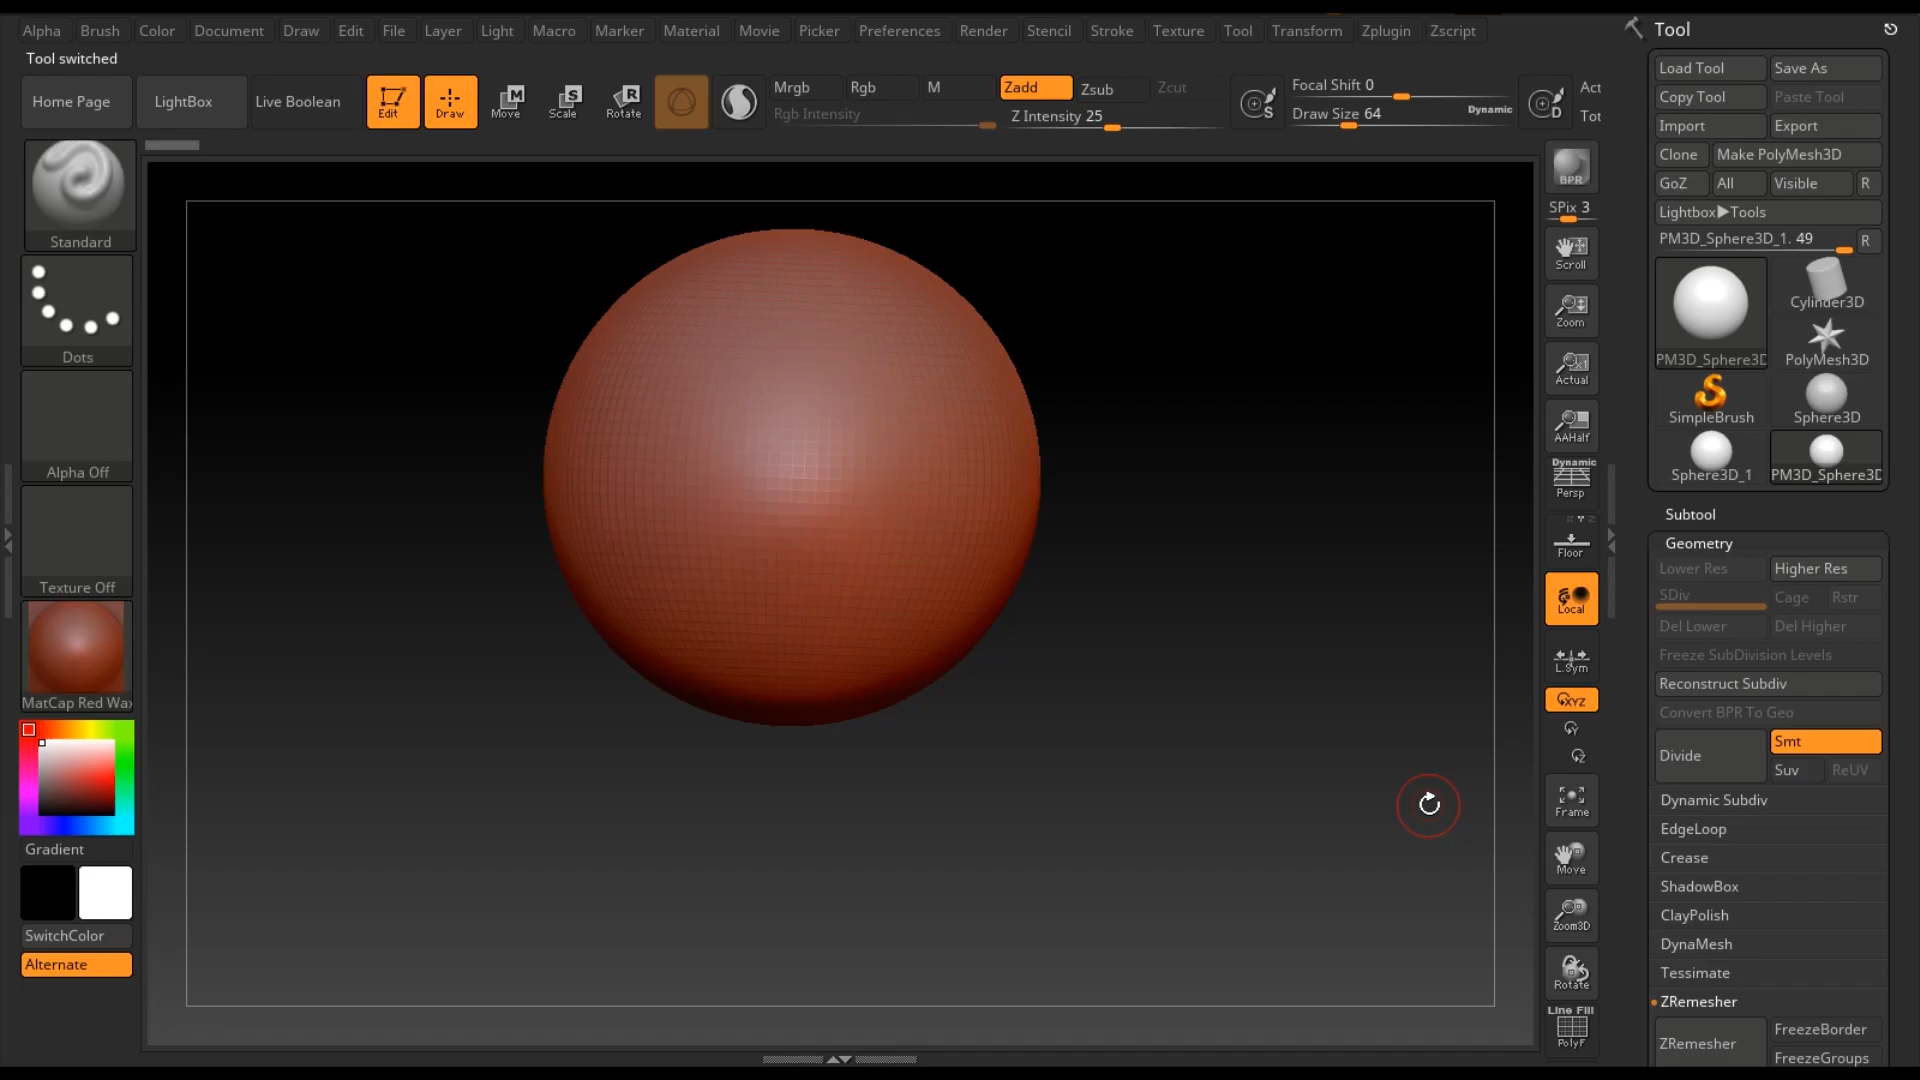 Alpha Brush Color Document Draw Edit File Layer Light Macro Marker Material Movie Picker Preferences Render Stencil Stroke Texture Tool Transform Zplugin Zscript
Tool switched
Home Page
LightBox
Live Boolean
Edit
Draw
M
Move
S
Scale
R
Rotate
Mrgb Rgb M
Rgb Intensity
Zadd Zsub Zcut
Z Intensity 25
S
Focal Shift 0
Draw Size 64
Dynamic
D
Act
Tot
Standard
Dots
Alpha Off
Texture Off
MatCap Red Wax
Gradient
SwitchColor
Alternate
BPR
SPix 3
Scroll
Zoom
Actual
AAHalf
Dynamic
Persp
Floor
Local
L.Sym
XYZ
Y
Z
Frame
Move
Zoom3D
Rotate
Line Fill
PolyF
Tool
Load Tool Save As
Copy Tool Paste Tool
Import Export
Clone Make PolyMesh3D
GoZ All Visible R
Lightbox▶Tools
PM3D_Sphere3D_1. 49 R
PM3D_Sphere3D
Cylinder3D
PolyMesh3D
SimpleBrush Sphere3D
Sphere3D_1 PM3D_Sphere3D
Subtool
Geometry
Lower Res Higher Res
SDiv Cage Rstr
Del Lower Del Higher
Freeze SubDivision Levels
Reconstruct Subdiv
Convert BPR To Geo
Divide
Smt
Suv ReUV
Dynamic Subdiv
EdgeLoop
Crease
ShadowBox
ClayPolish
DynaMesh
Tessimate
ZRemesher
ZRemesher
FreezeBorder
FreezeGroups